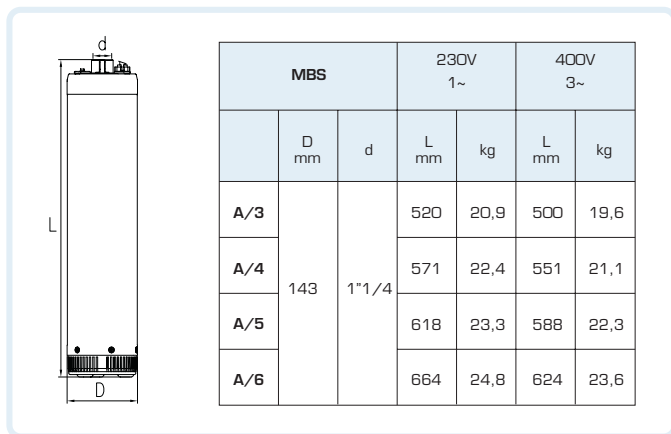 d
L
D
MBS 230V 400V
1~ 3~
D d L kg L kg
mm mm mm
A/3 520 20,9 500 19,6
A/4 571 22,4 551 21,1
143 1"1/4
A/5 618 23,3 588 22,3
A/6 664 24,8 624 23,6